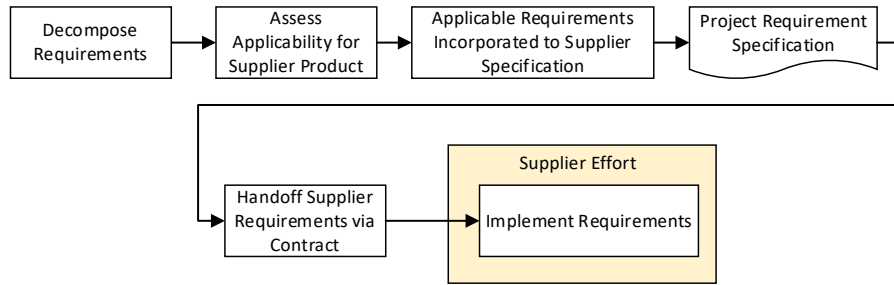 Decompose
Requirements
Assess
Applicability for
Supplier Product
Applicable Requirements
Incorporated to Supplier
Specification
Project Requirement
Specification
Supplier Effort
Handoff Supplier
Requirements via
Contract
Implement Requirements